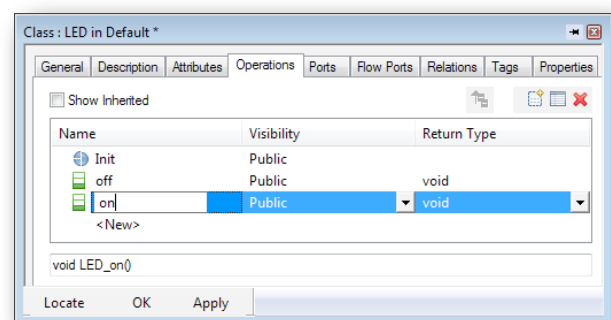 Class : LED in Default *
General Description Attributes Operations Ports Flow Ports Relations Tags Properties
Show Inherited
Name Visibility Return Type
Init Public
off Public void
on Public void
<New>
void LED_on()
Locate OK Apply